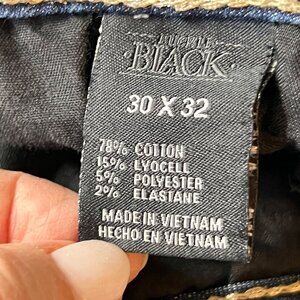 BLACK
30 X 32
78% COTTON
15% LYOCELL
5% POLYESTER
2% ELASTANE
MADE IN VIETNAM
HECHO EN VIETNAM